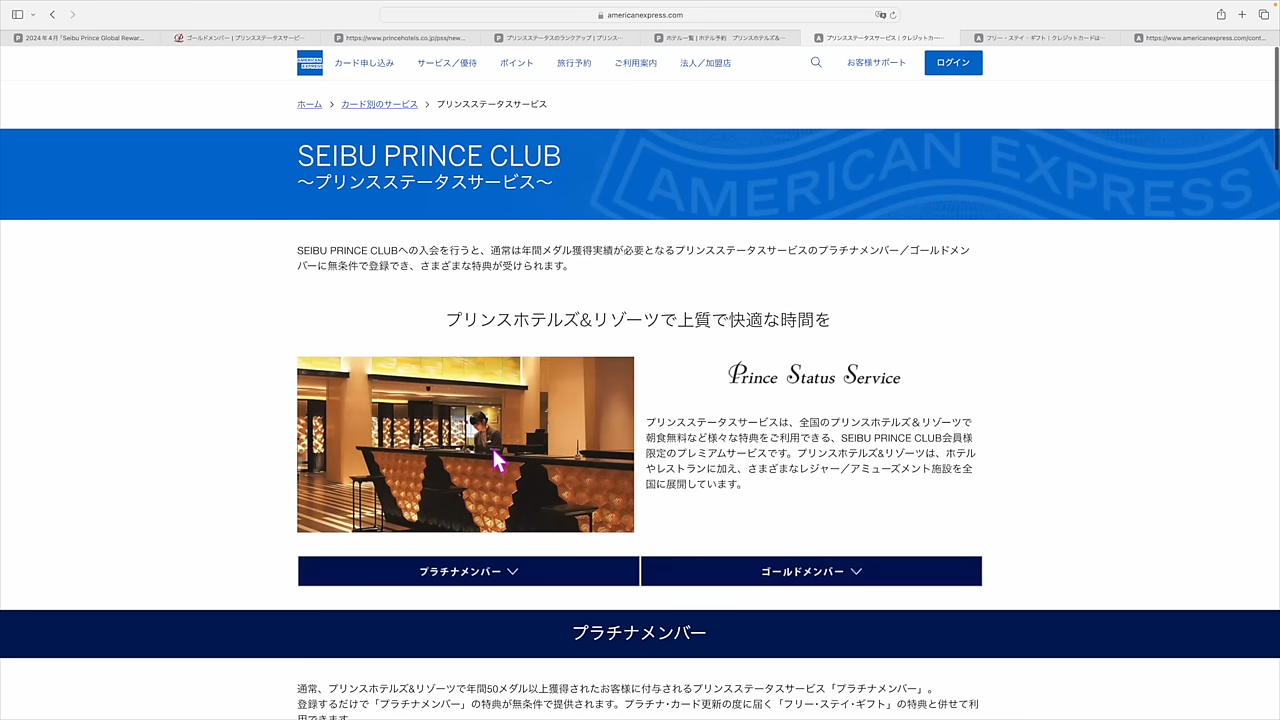 americanexpress.com
2024年4月「Seibu Prince Global Rewar...
ゴールドメンバー | プリンスステータスサービ...
https://www.princehotels.co.jp/pss/new...
プリンスステータスのランクアップ | プリンス...
ホテル一覧 | ホテル予約 プリンスホテルズ&...
プリンスステータスサービス | クレジットカー...
フリー・ステイ・ギフト | クレジットカードは...
https://www.americanexpress.com/cont...
AMERICAN EXPRESS
カード申し込み
サービス／優待
ポイント
旅行予約
ご利用案内
法人／加盟店
お客様サポート
ログイン
ホーム > カード別のサービス > プリンスステータスサービス
SEIBU PRINCE CLUB
〜プリンスステータスサービス〜
AMERICAN EXPRESS
SEIBU PRINCE CLUBへの入会を行うと、通常は年間メダル獲得実績が必要となるプリンスステータスサービスのプラチナメンバー／ゴールドメン
バーに無条件で登録でき、さまざまな特典が受けられます。
プリンスホテルズ&リゾーツで上質で快適な時間を
Prince Status Service
プリンスステータスサービスは、全国のプリンスホテルズ＆リゾーツで
朝食無料など様々な特典をご利用できる、SEIBU PRINCE CLUB会員様
限定のプレミアムサービスです。プリンスホテルズ&リゾーツは、ホテル
やレストランに加え、さまざまなレジャー／アミューズメント施設を全
国に展開しています。
プラチナメンバー
ゴールドメンバー
プラチナメンバー
通常、プリンスホテルズ&リゾーツで年間50メダル以上獲得されたお客様に付与されるプリンスステータスサービス「プラチナメンバー」。
登録するだけで「プラチナメンバー」の特典が無条件で提供されます。プラチナ・カード更新の度に届く「フリー・ステイ・ギフト」の特典と併せて利
用できます。